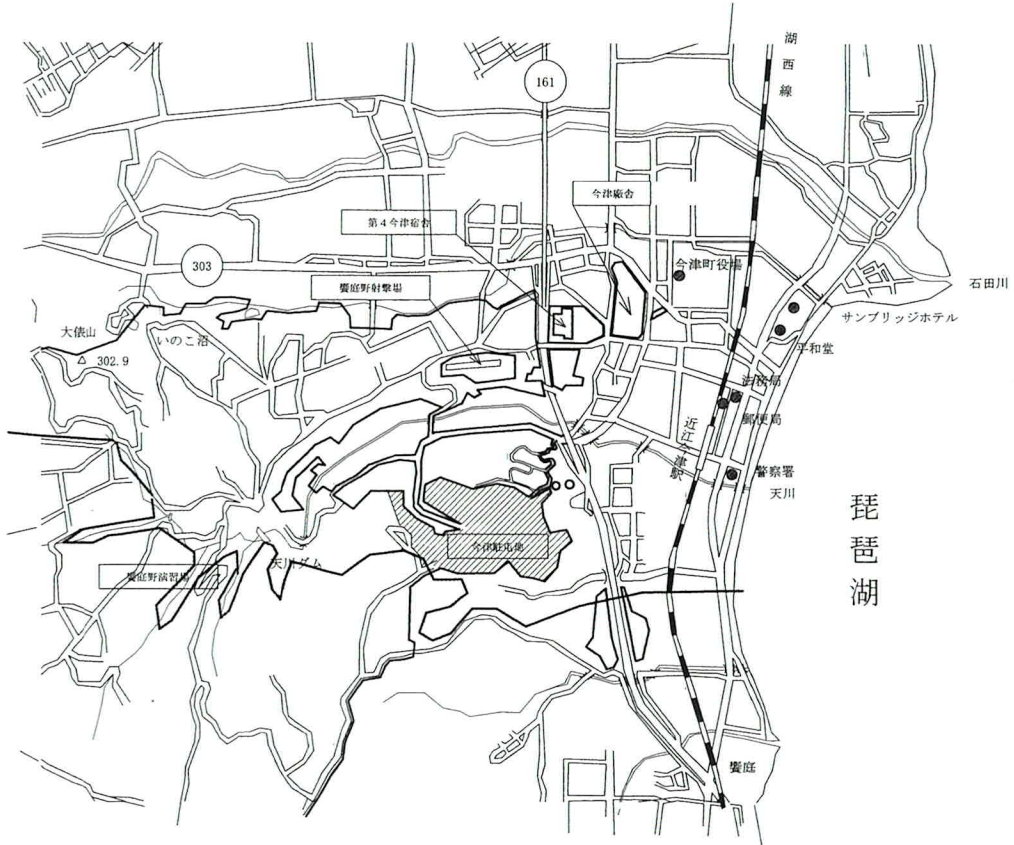 湖西線
161
今津廠舎
第4今津宿舎
303
今津町役場
饗庭野射撃場
石田川
サンブリッジホテル
大俵山
いのこ沼
平和堂
302.9
法務局
郵便局
近江今津駅
警察署
天川
琵琶湖
今津駐屯地
天川ダム
饗庭野演習場
饗庭